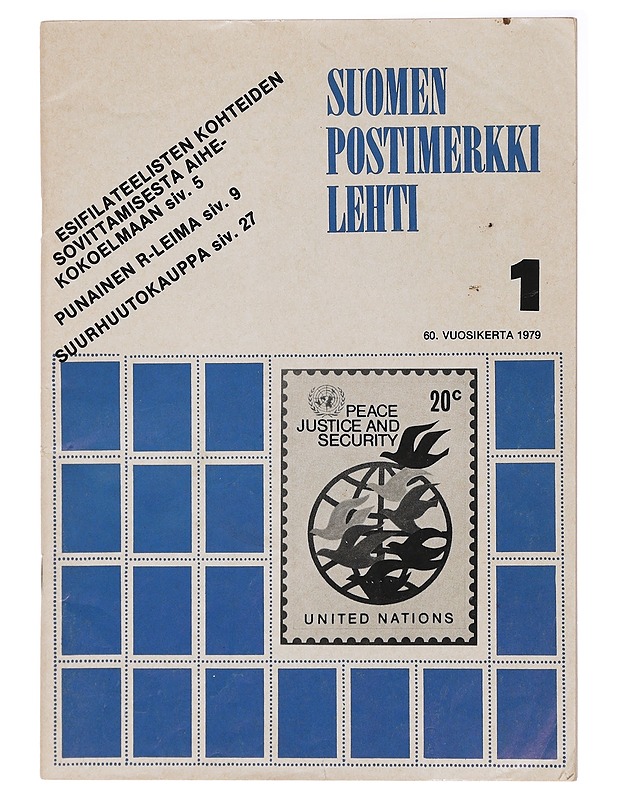 SUOMEN
POSTIMERKKI
LEHTI
ESIFILATEELISTEN KOHTEIDEN
SOVITTAMISESTA AIHE-
KOKOELMAAN siv. 5
PUNAINEN R-LEIMA siv. 9
SUURHUUTOKAUPPA siv. 27
1
60. VUOSIKERTA 1979
20c
PEACE
JUSTICE AND
SECURITY
UNITED NATIONS